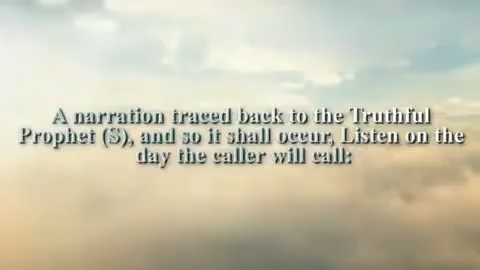 A narration traced back to the Truthful
Prophet (S), and so it shall occur, Listen on the
day the caller will call: